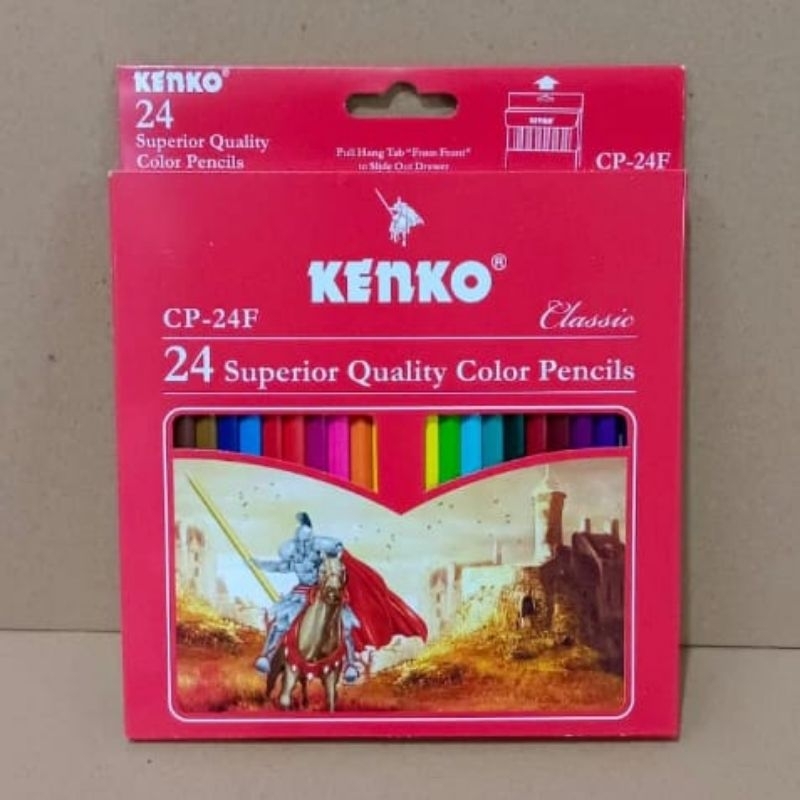 KENKO®
24
Superior Quality
Color Pencils
Pull Hang Tab "From Front"
to Slide Out Drawer
KENKO
CP-24F
KENKO®
CP-24F
Classic
24 Superior Quality Color Pencils